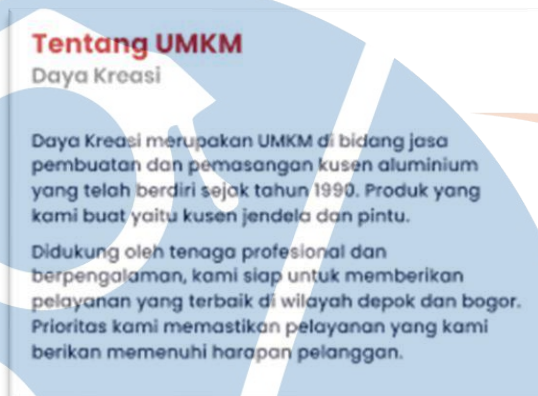 Tentang UMKM
Daya Kreasi
Daya Kreasi merupakan UMKM di bidang jasa
pembuatan dan pemasangan kusen aluminium
yang telah berdiri sejak tahun 1990. Produk yang
kami buat yaitu kusen jendela dan pintu.
Didukung oleh tenaga profesional dan
berpengalaman, kami siap untuk memberikan
pelayanan yang terbaik di wilayah depok dan bogor.
Prioritas kami memastikan pelayanan yang kami
berikan memenuhi harapan pelanggan.